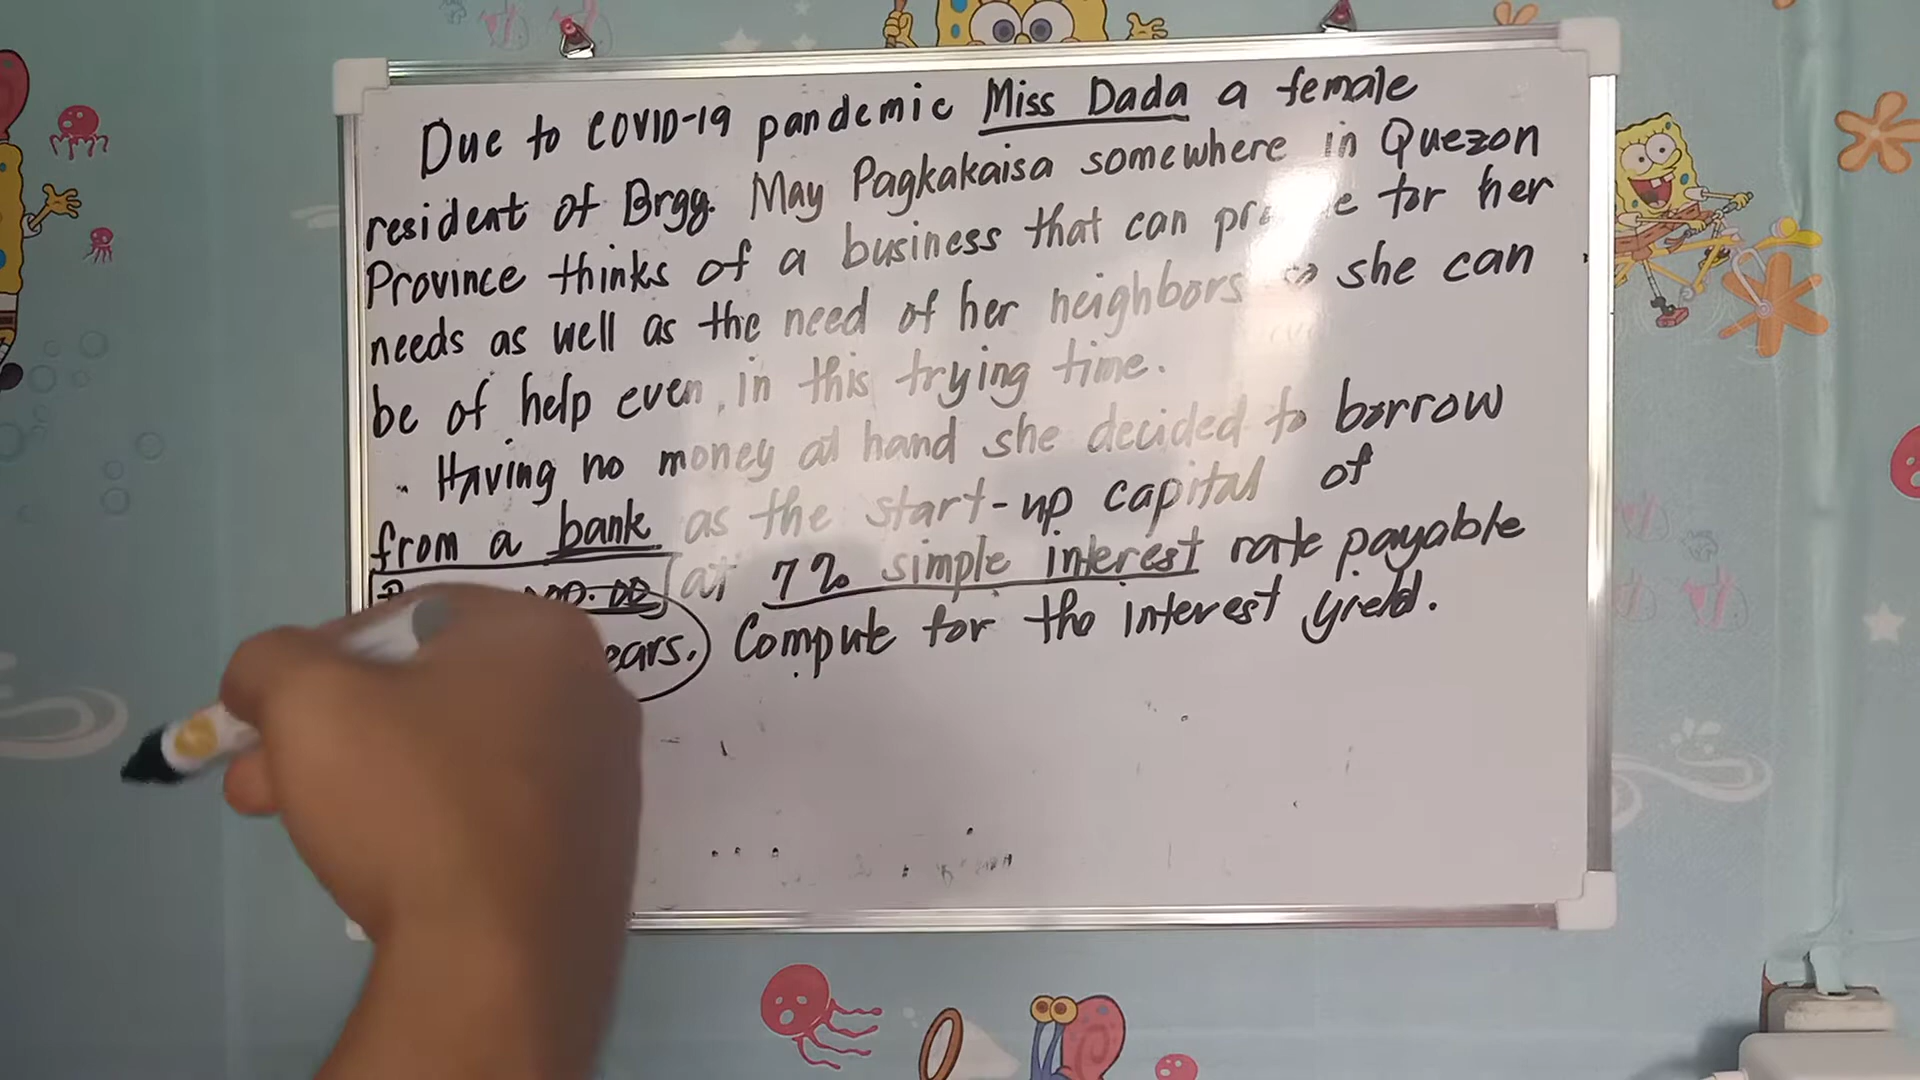 Due to COVID-19 pandemic Miss Dada a female
resident of Brgy. May Pagkakaisa somewhere in Quezon
Province thinks of a business that can for her
needs as well as the need of her neighbors so she can
be of help even in this trying time.
Having no money at hand she decided to borrow
from a bank as the start-up capital of
at 7% simple interest rate payable
Compute for the interest yield.